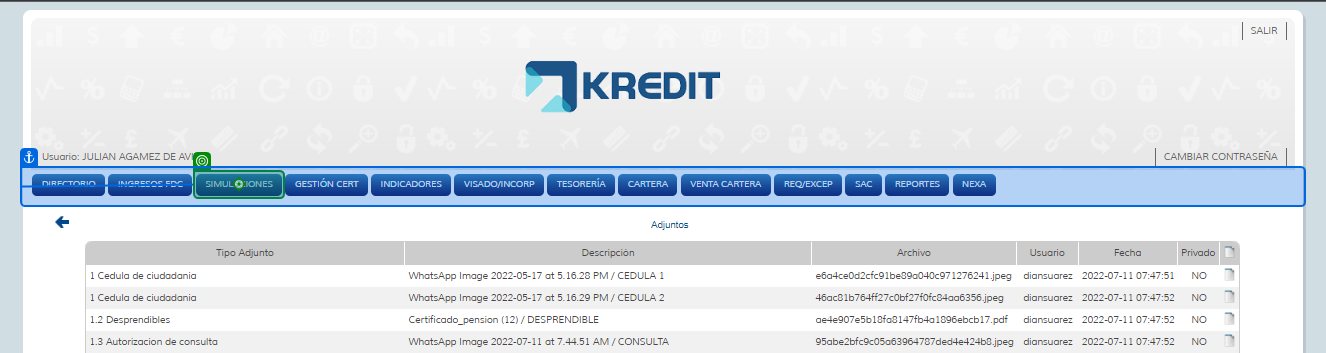 SALIR
KREDIT
Usuario: JULIAN AGAMEZ DE AVI
CAMBIAR CONTRASEÑA
DIRECTORIO INGRESOS FDC SIMULACIONES GESTIÓN CERT INDICADORES VISADO/INCORP TESORERÍA CARTERA VENTA CARTERA REQ/EXCEP SAC REPORTES NEXA
Adjuntos
Tipo Adjunto Descripción Archivo Usuario Fecha Privado
1 Cedula de ciudadania WhatsApp Image 2022-05-17 at 5.16.28 PM / CEDULA 1 e6a4ce0d2cfc91be89a040c971276241.jpeg diansuarez 2022-07-11 07:47:51 NO
1 Cedula de ciudadania WhatsApp Image 2022-05-17 at 5.16.29 PM / CEDULA 2 46ac81b764ff27c0bf27f0fc84aa6356.jpeg diansuarez 2022-07-11 07:47:52 NO
1.2 Desprendibles Certificado_pension (12) / DESPRENDIBLE ae4e907e5b18fa8147fb4a1896ebcb17.pdf diansuarez 2022-07-11 07:47:52 NO
1.3 Autorizacion de consulta WhatsApp Image 2022-07-11 at 7.44.51 AM / CONSULTA 95abe2bfc9c05a63964787ded4e424b8.jpeg diansuarez 2022-07-11 07:47:52 NO